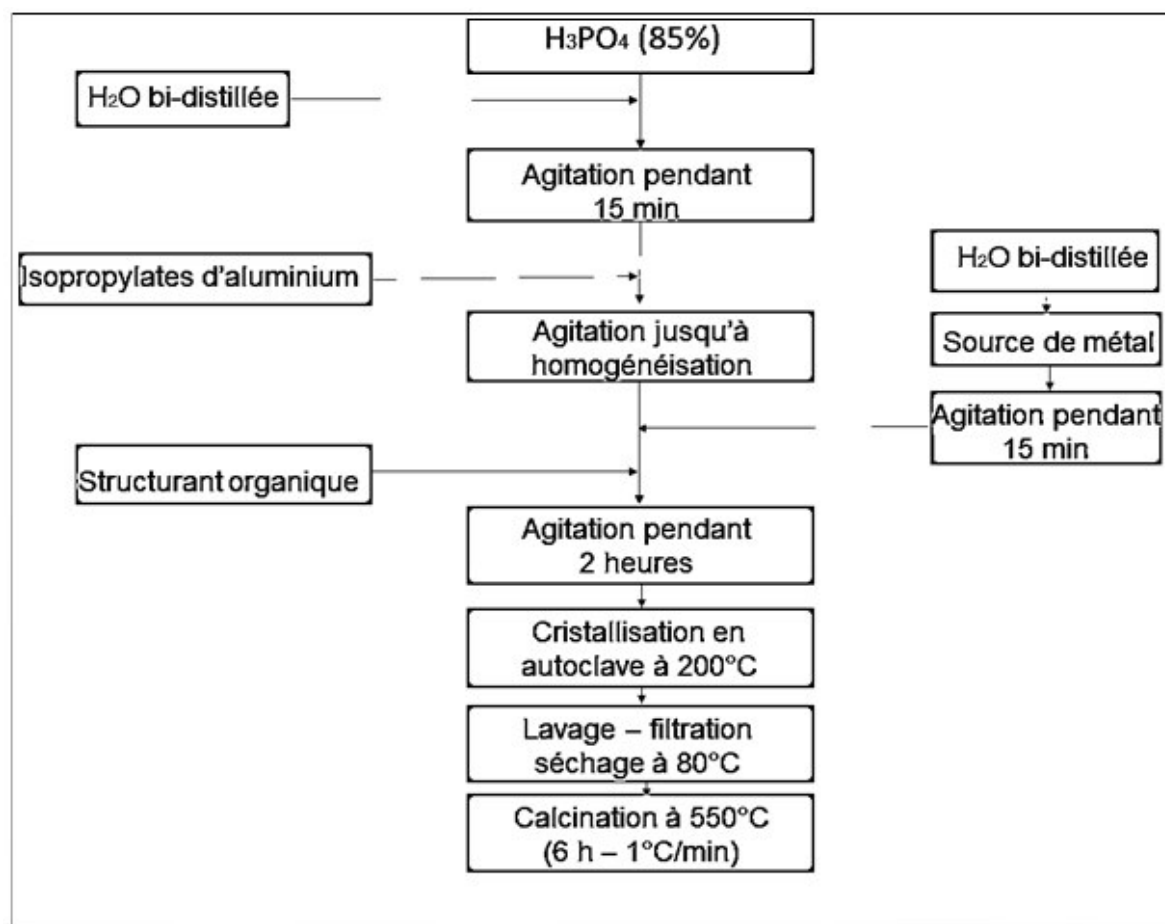 H₃PO₄ (85%)
H₂O bi-distillée
Agitation pendant
15 min
Isopropylates d'aluminium
H₂O bi-distillée
Agitation jusqu'à
homogénéisation
Source de métal
Agitation pendant
15 min
Structurant organique
Agitation pendant
2 heures
Cristallisation en
autoclave à 200°C
Lavage – filtration
séchage à 80°C
Calcination à 550°C
(6 h – 1°C/min)